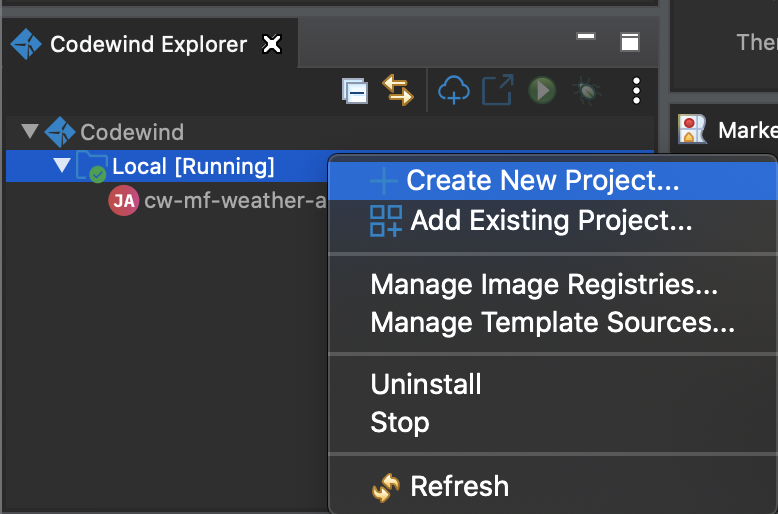 Codewind Explorer
Codewind
Local [Running]
JA cw-mf-weather-a
Create New Project...
Add Existing Project...
Manage Image Registries...
Manage Template Sources...
Uninstall
Stop
Refresh
Ther
Marke